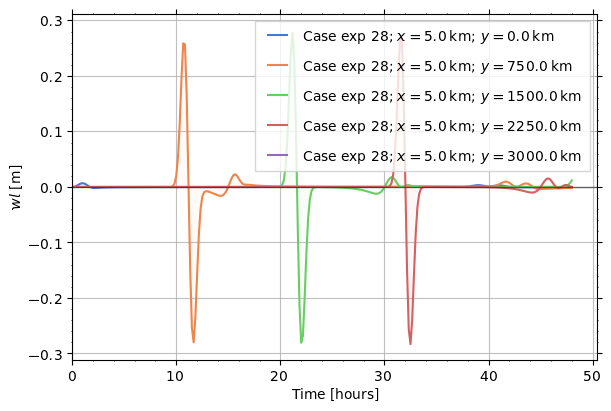 0.3
0.2
0.1
0.0
−0.1
−0.2
−0.3
wl [m]
Case exp 28; x = 5.0 km; y = 0.0 km
Case exp 28; x = 5.0 km; y = 750.0 km
Case exp 28; x = 5.0 km; y = 1500.0 km
Case exp 28; x = 5.0 km; y = 2250.0 km
Case exp 28; x = 5.0 km; y = 3000.0 km
0 10 20 30 40 50
Time [hours]